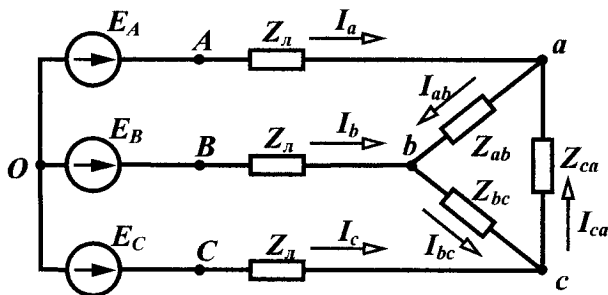 E_A A Z_л I_a a
I_ab
E_B B Z_л I_b b Z_ab Z_ca
O
Z_bc
E_C C Z_л I_c I_bc I_ca
c